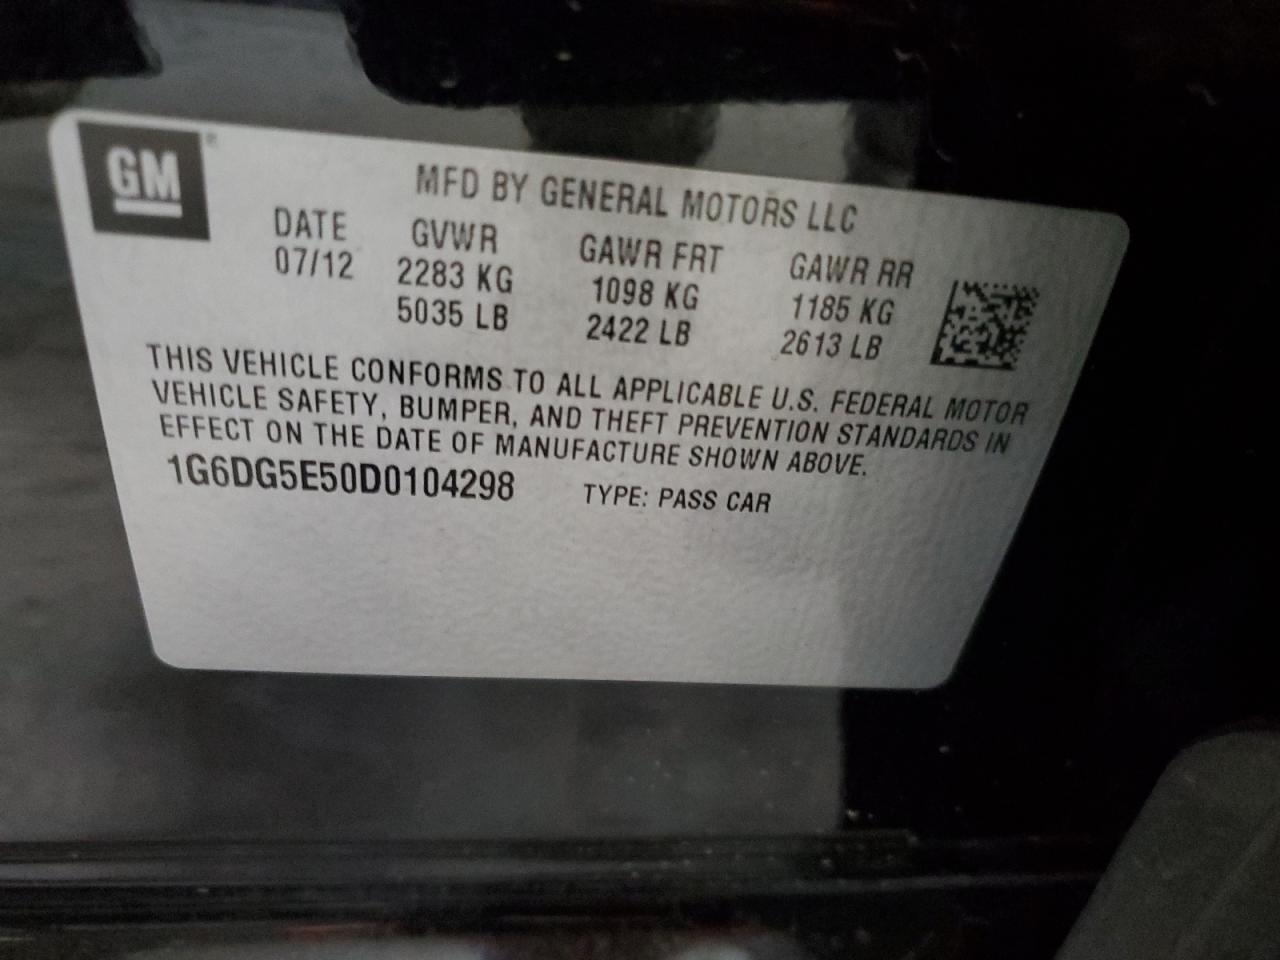 GM®
MFD BY GENERAL MOTORS LLC
DATE GVWR GAWR FRT GAWR RR
07/12 2283 KG 1098 KG 1185 KG
5035 LB 2422 LB 2613 LB
THIS VEHICLE CONFORMS TO ALL APPLICABLE U.S. FEDERAL MOTOR
VEHICLE SAFETY, BUMPER, AND THEFT PREVENTION STANDARDS IN
EFFECT ON THE DATE OF MANUFACTURE SHOWN ABOVE.
1G6DG5E50D0104298 TYPE: PASS CAR